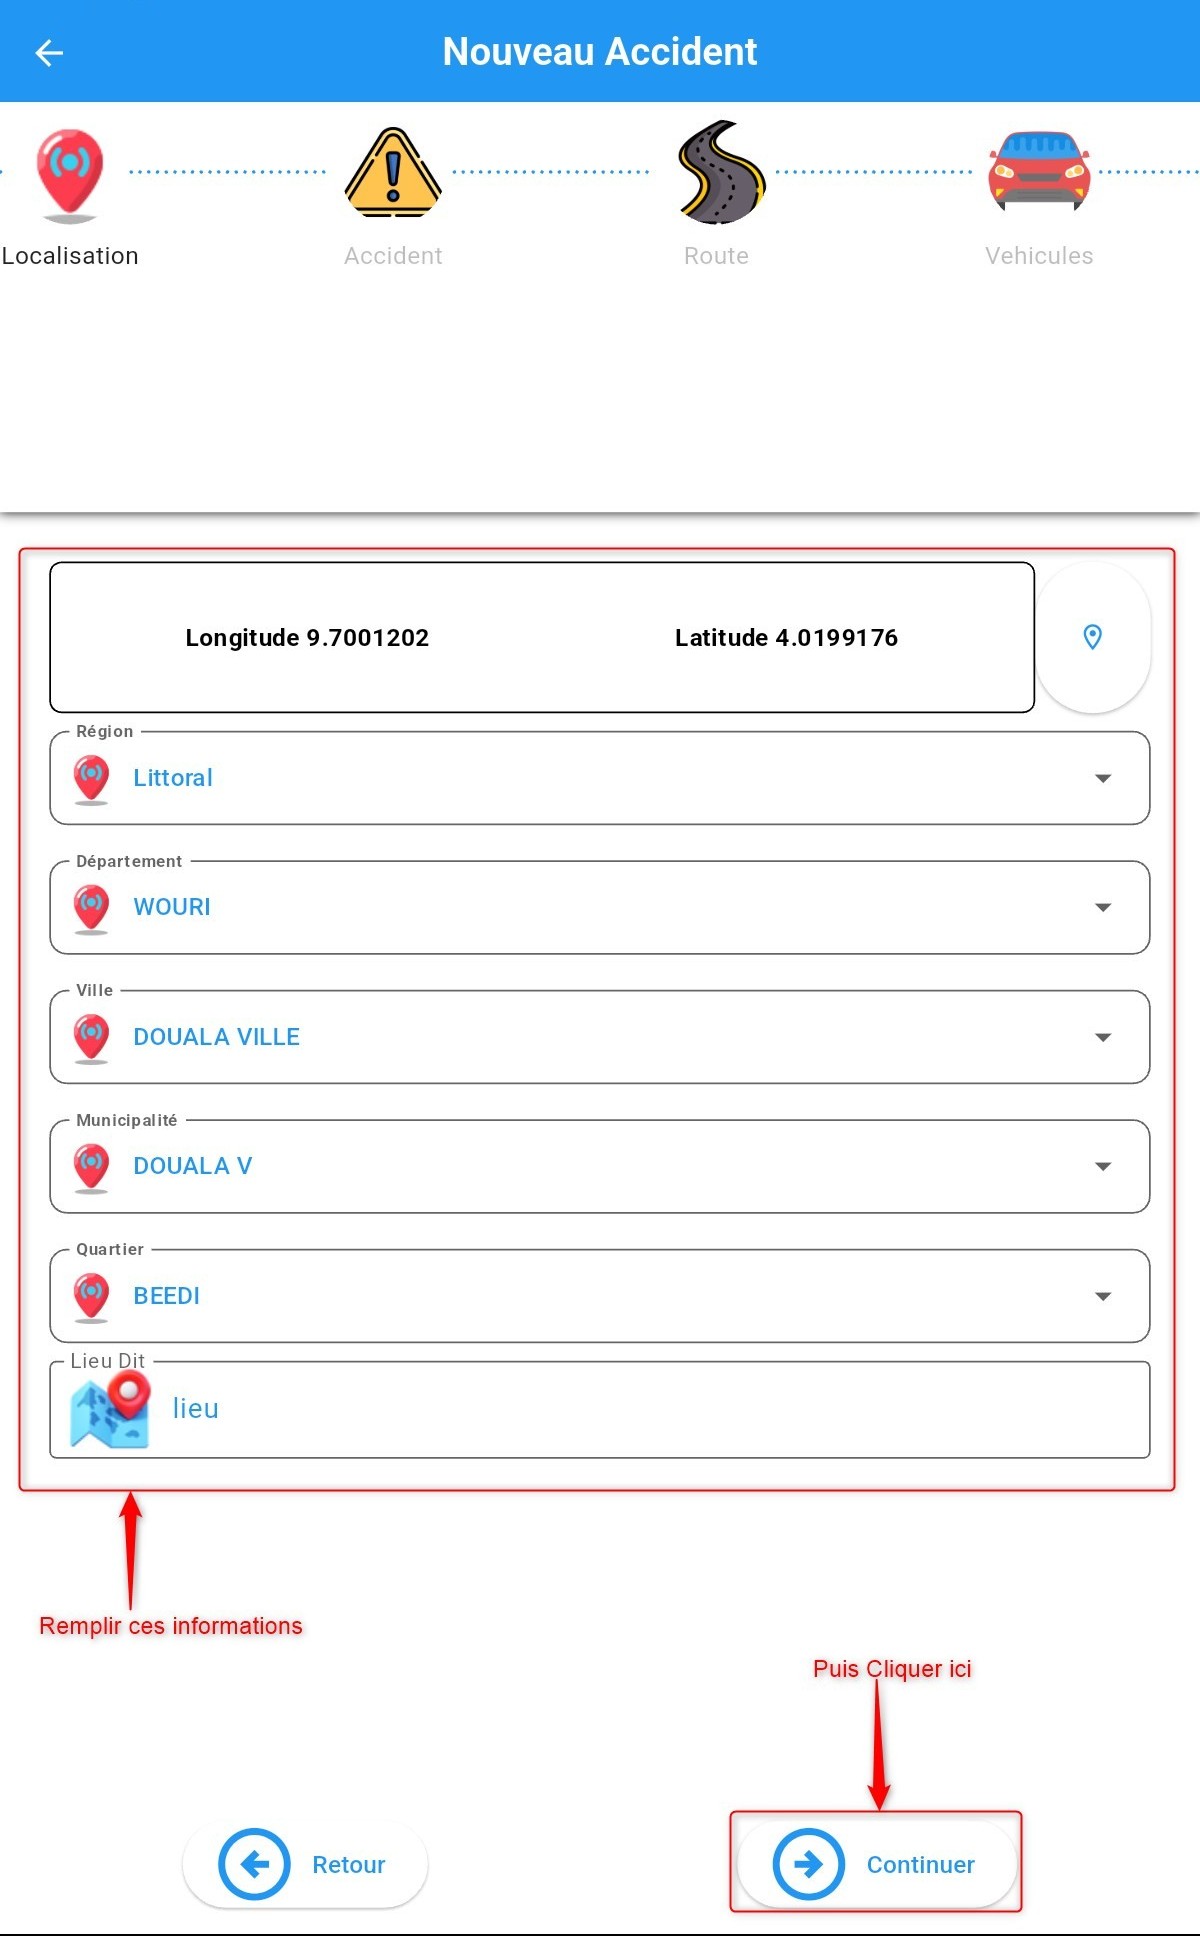 Nouveau Accident
Localisation Accident Route Vehicules
Longitude 9.7001202 Latitude 4.0199176
Région
Littoral
Département
WOURI
Ville
DOUALA VILLE
Municipalité
DOUALA V
Quartier
BEEDI
Lieu Dit
lieu
Remplir ces informations
Puis Cliquer ici
Retour Continuer